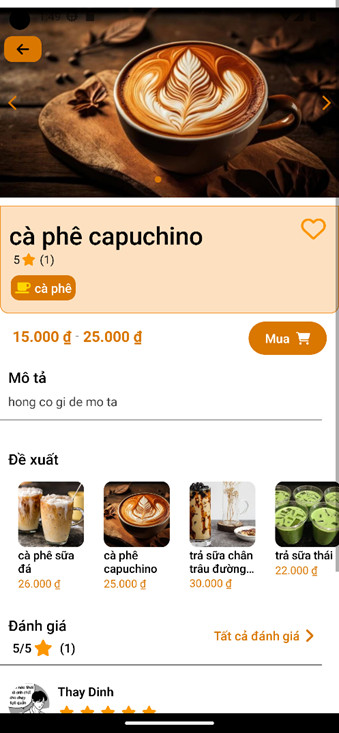 cà phê capuchino
5 (1)
cà phê
15.000 ₫ - 25.000 ₫
Mua
Mô tả
hong co gi de mo ta
Đề xuất
cà phê sữa đá
26.000 ₫
cà phê capuchino
25.000 ₫
trà sữa chân trâu đường...
30.000 ₫
trả sữa thái
22.000 ₫
Đánh giá
5/5 (1)
Tất cả đánh giá
Thay Dinh